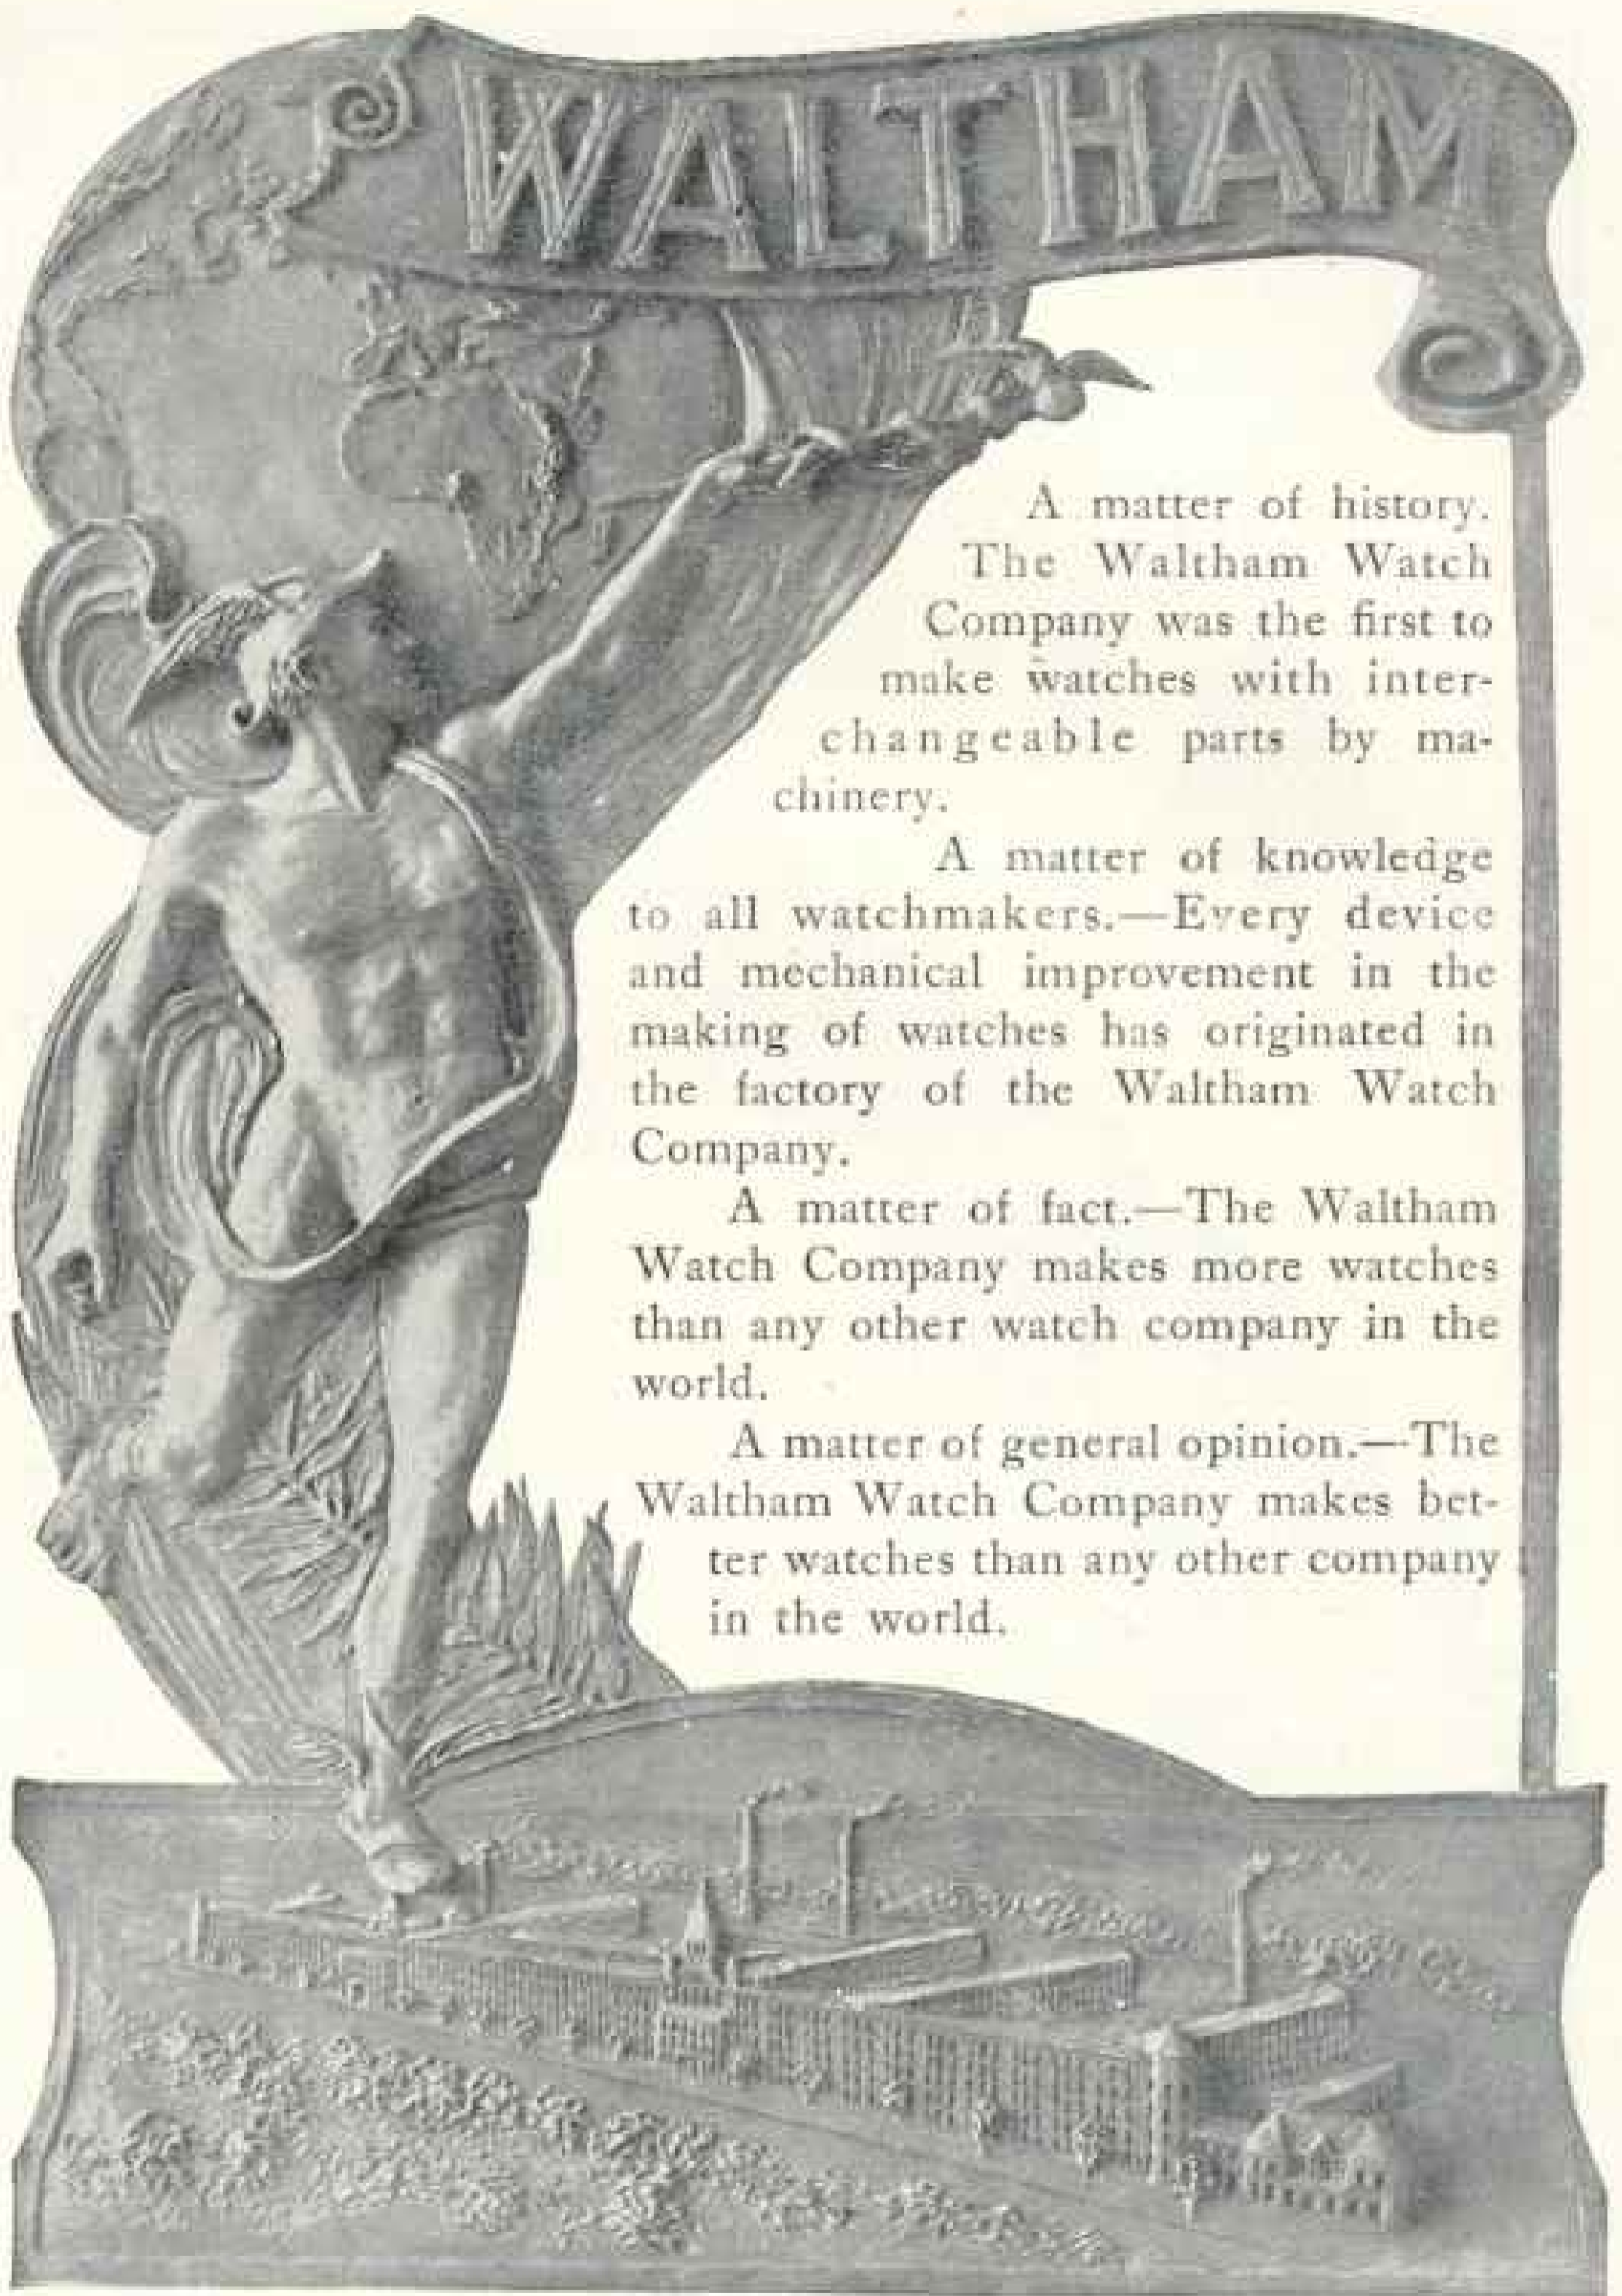 WALTHAM
A matter of history.
The Waltham Watch
Company was the first to
make watches with inter-
changeable parts by ma-
chinery.
A matter of knowledge
to all watchmakers.—Every device
and mechanical improvement in the
making of watches has originated in
the factory of the Waltham Watch
Company.
A matter of fact.—The Waltham
Watch Company makes more watches
than any other watch company in the
world.
A matter of general opinion.—The
Waltham Watch Company makes bet-
ter watches than any other company
in the world.